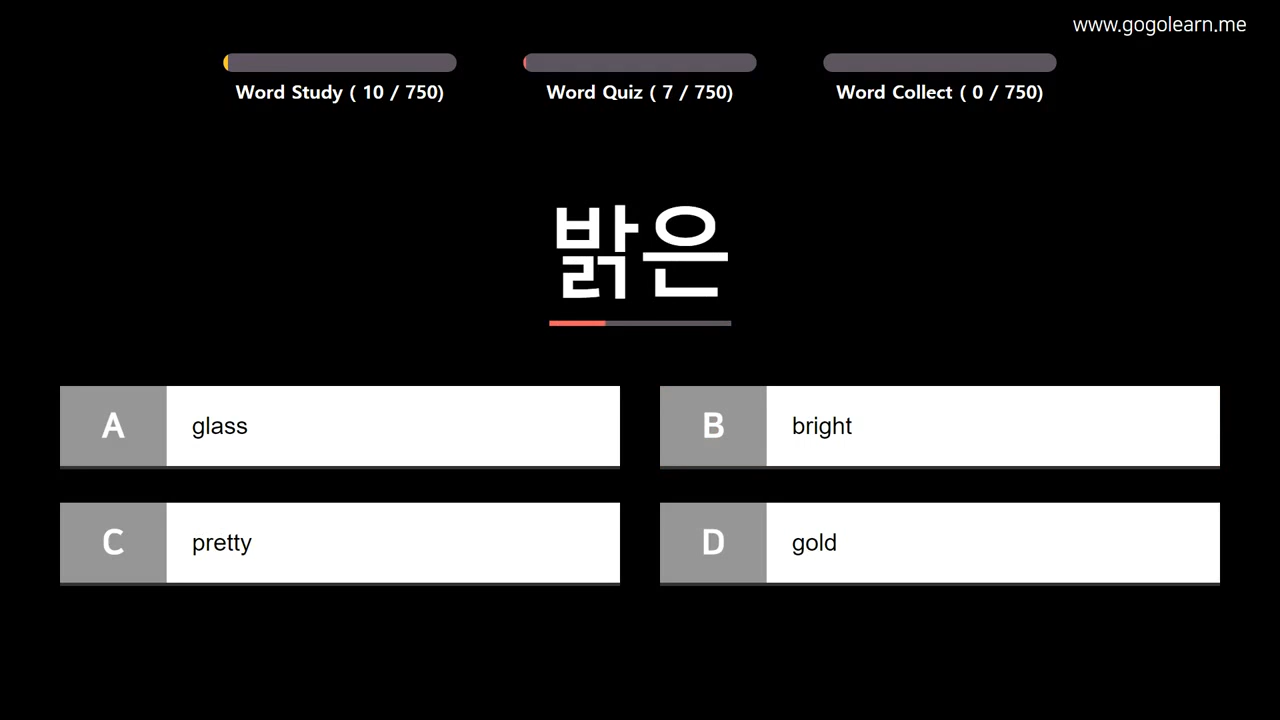 www.gogolearn.me
Word Study ( 10 / 750)
Word Quiz ( 7 / 750)
Word Collect ( 0 / 750)
밝은
A glass
B bright
C pretty
D gold